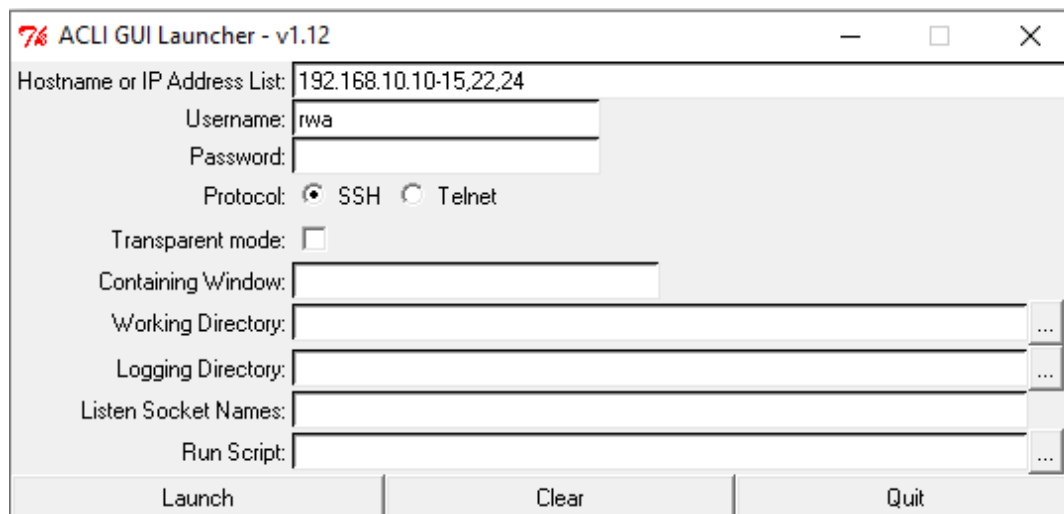 ACLI GUI Launcher - v1.12
Hostname or IP Address List: 192.168.10.10-15,22,24
Username: rwa
Password:
Protocol: SSH Telnet
Transparent mode:
Containing Window:
Working Directory: ...
Logging Directory: ...
Listen Socket Names:
Run Script: ...
Launch Clear Quit